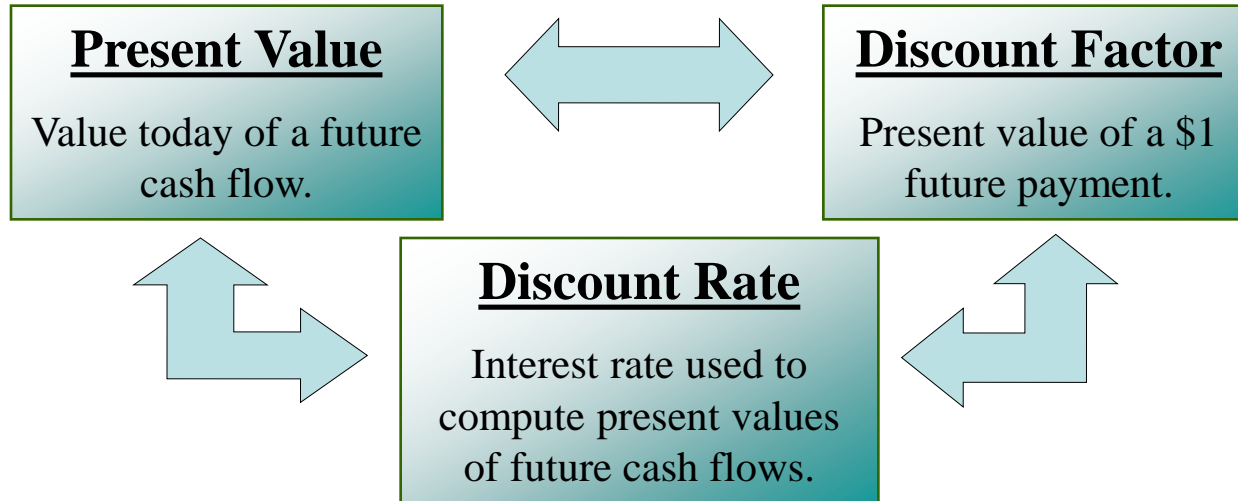 Present Value
Value today of a future
cash flow.
Discount Factor
Present value of a $1
future payment.
Discount Rate
Interest rate used to
compute present values
of future cash flows.